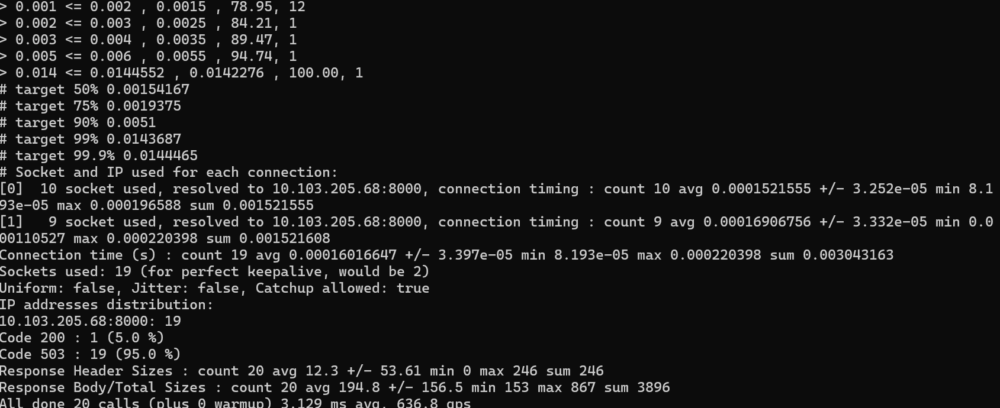 > 0.001 <= 0.002 , 0.0015 , 78.95, 12
> 0.002 <= 0.003 , 0.0025 , 84.21, 1
> 0.003 <= 0.004 , 0.0035 , 89.47, 1
> 0.005 <= 0.006 , 0.0055 , 94.74, 1
> 0.014 <= 0.0144552 , 0.0142276 , 100.00, 1
# target 50% 0.00154167
# target 75% 0.0019375
# target 90% 0.0051
# target 99% 0.0143687
# target 99.9% 0.0144465
# Socket and IP used for each connection:
[0]  10 socket used, resolved to 10.103.205.68:8000, connection timing : count 10 avg 0.0001521555 +/- 3.252e-05 min 8.1
93e-05 max 0.000196588 sum 0.001521555
[1]   9 socket used, resolved to 10.103.205.68:8000, connection timing : count 9 avg 0.00016906756 +/- 3.332e-05 min 0.0
00110527 max 0.000220398 sum 0.001521608
Connection time (s) : count 19 avg 0.00016016647 +/- 3.397e-05 min 8.193e-05 max 0.000220398 sum 0.003043163
Sockets used: 19 (for perfect keepalive, would be 2)
Uniform: false, Jitter: false, Catchup allowed: true
IP addresses distribution:
10.103.205.68:8000: 19
Code 200 : 1 (5.0 %)
Code 503 : 19 (95.0 %)
Response Header Sizes : count 20 avg 12.3 +/- 53.61 min 0 max 246 sum 246
Response Body/Total Sizes : count 20 avg 194.8 +/- 156.5 min 153 max 867 sum 3896
All done 20 calls (plus 0 warmup) 3.129 ms avg, 636.8 qps